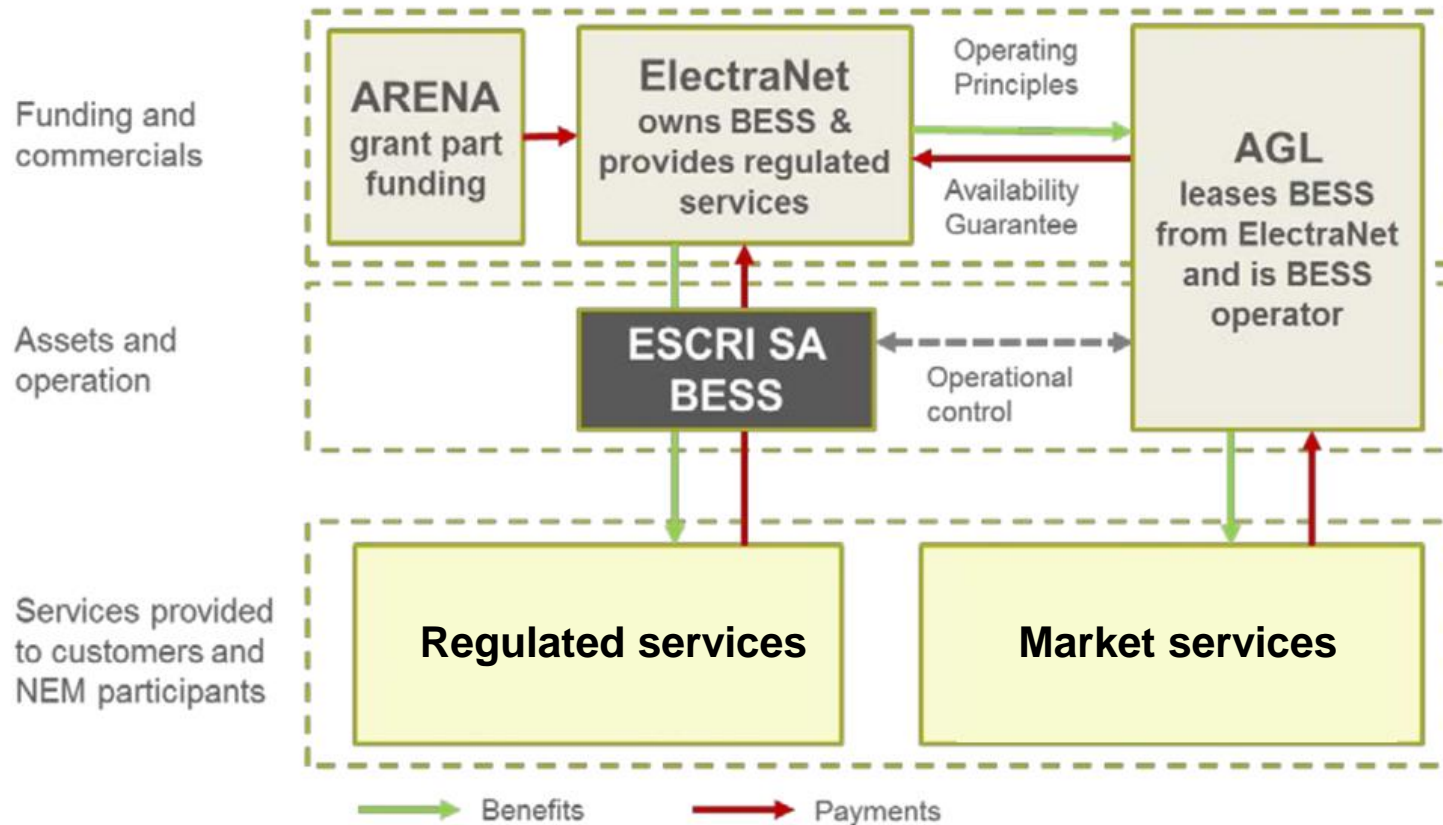 Funding and
commercials
ARENA
grant part
funding
ElectraNet
owns BESS &
provides regulated
services
Operating
Principles
Availability
Guarantee
AGL
leases BESS
from ElectraNet
and is BESS
operator
Assets and
operation
ESCRI SA
BESS
Operational
control
Services provided
to customers and
NEM participants
Regulated services
Market services
Benefits
Payments